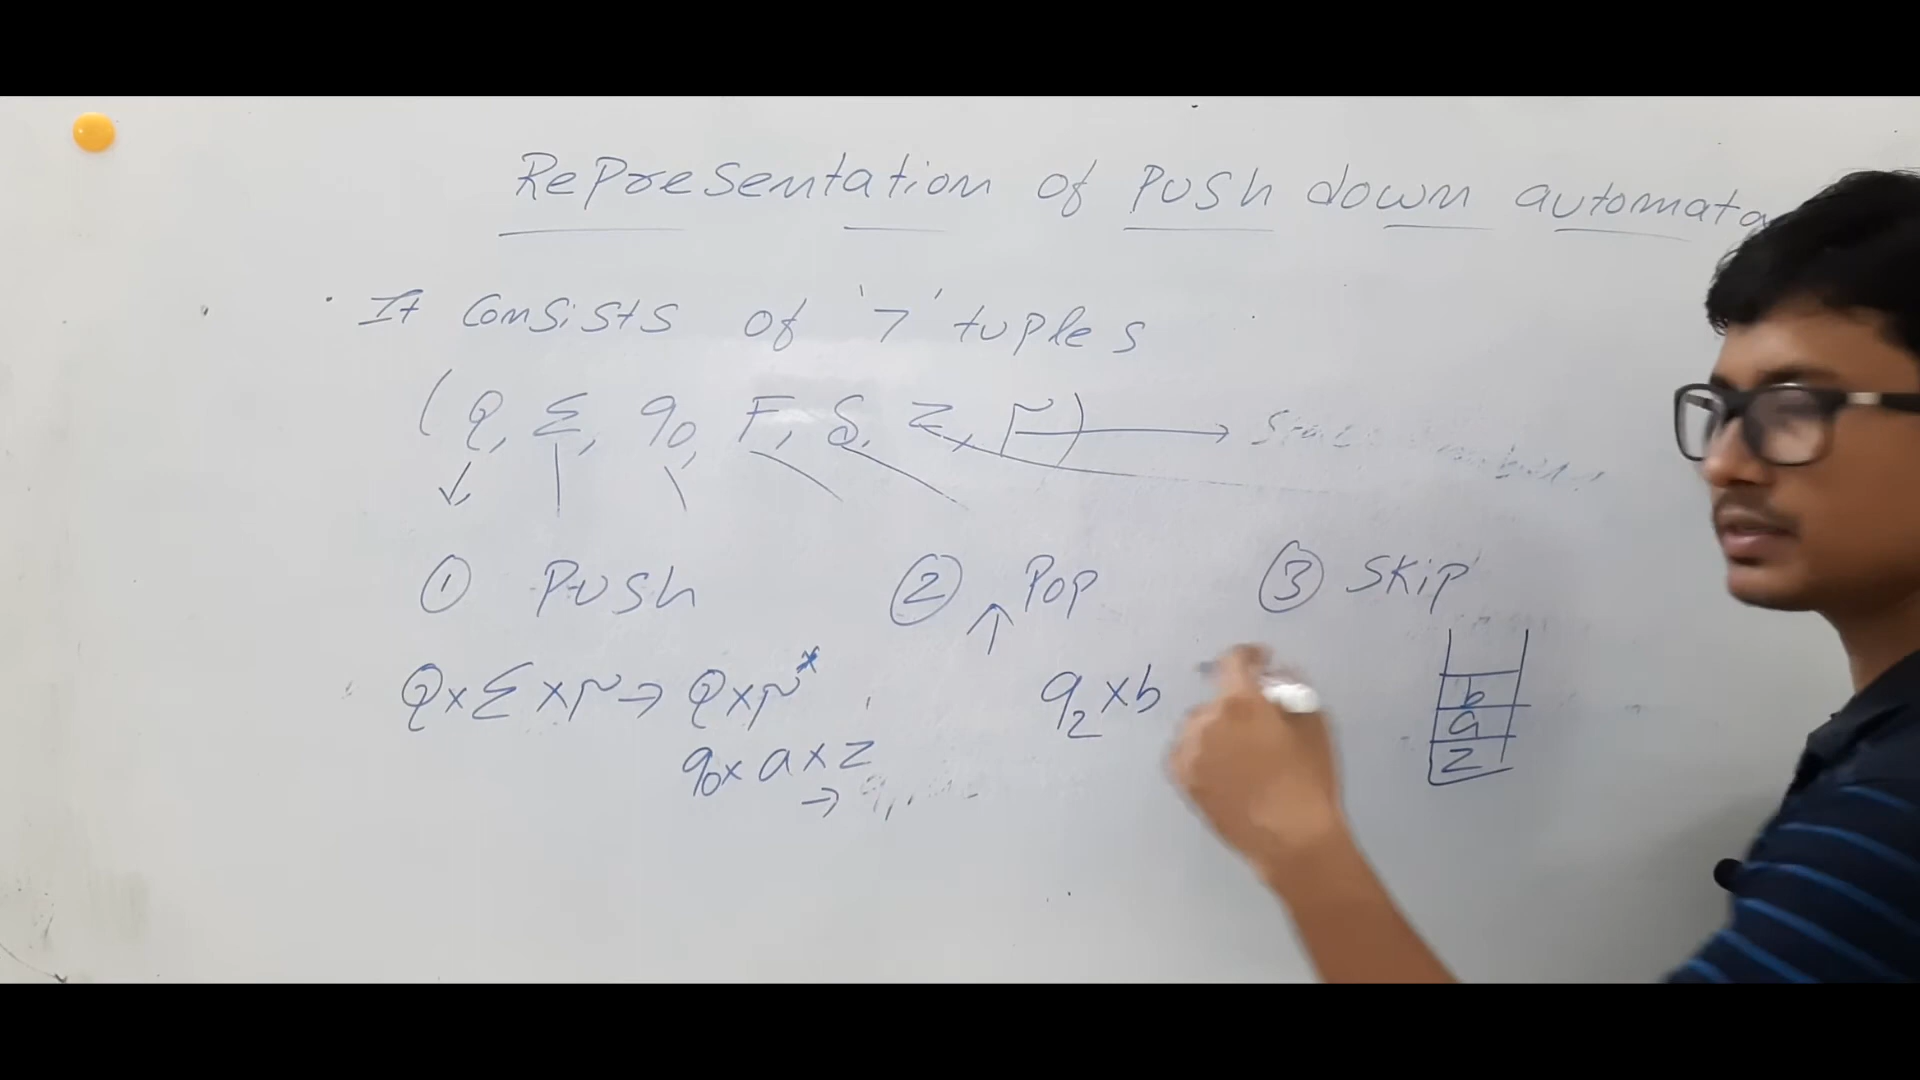 Representation of Push down automata
It Consists of '7' tuples
(Q, Σ, q0, F, δ, Z, Γ) →
① Push ② Pop ③ Skip
Q×Σ×Γ → Q×Γ*
q0×a×z
→
q2×b
b
a
Z